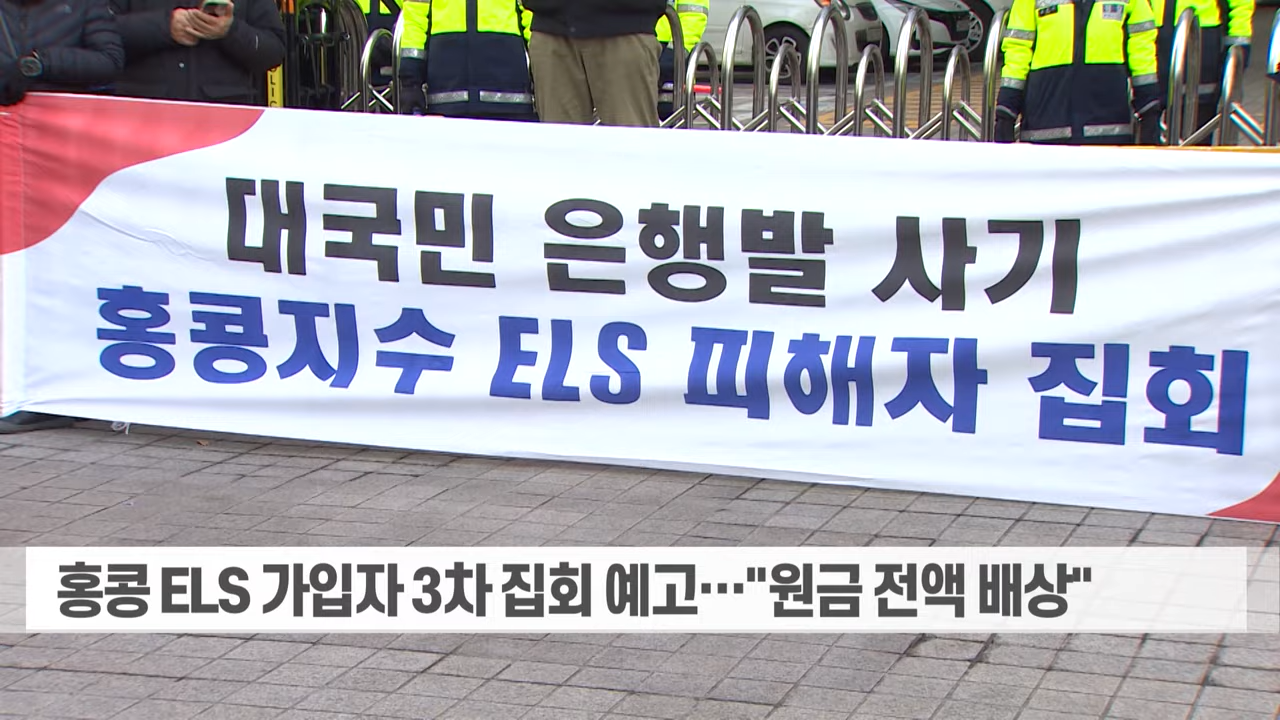 대국민 은행발 사기
홍콩지수 ELS 피해자 집회
홍콩 ELS 가입자 3차 집회 예고…"원금 전액 배상"